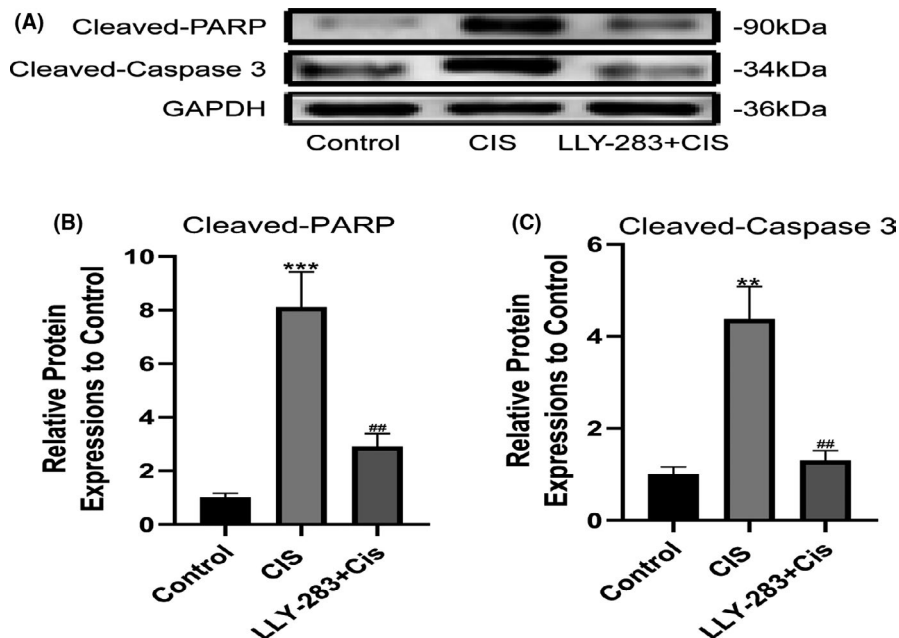 (A)
Cleaved-PARP -90kDa
Cleaved-Caspase 3 -34kDa
GAPDH -36kDa
Control CIS LLY-283+CIS
(B) Cleaved-PARP
Relative Protein
Expressions to Control
10
8
6
4
2
0
***
##
Control CIS LLY-283+Cis
(C) Cleaved-Caspase 3
Relative Protein
Expressions to Control
6
4
2
0
**
##
Control CIS LLY-283+Cis